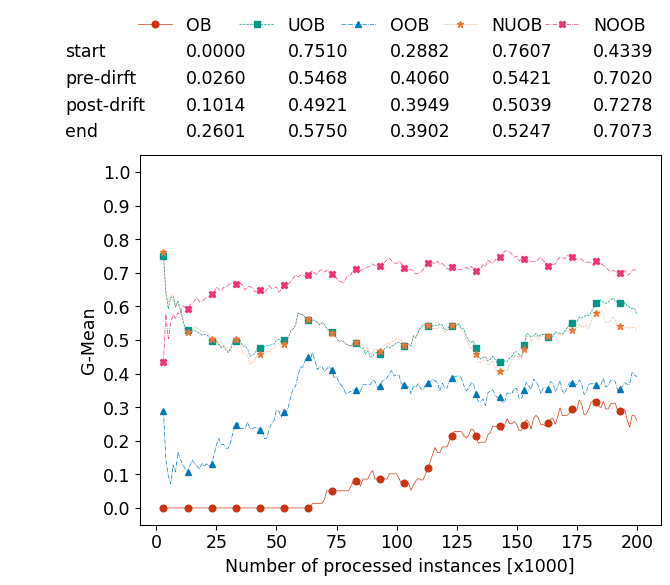 OB UOB OOB NUOB NOOB
start 0.0000 0.7510 0.2882 0.7607 0.4339
pre-dirft 0.0260 0.5468 0.4060 0.5421 0.7020
post-drift 0.1014 0.4921 0.3949 0.5039 0.7278
end 0.2601 0.5750 0.3902 0.5247 0.7073
1.0
0.9
0.8
0.7
0.6
0.5
0.4
0.3
0.2
0.1
0.0
G-Mean
0 25 50 75 100 125 150 175 200
Number of processed instances [x1000]